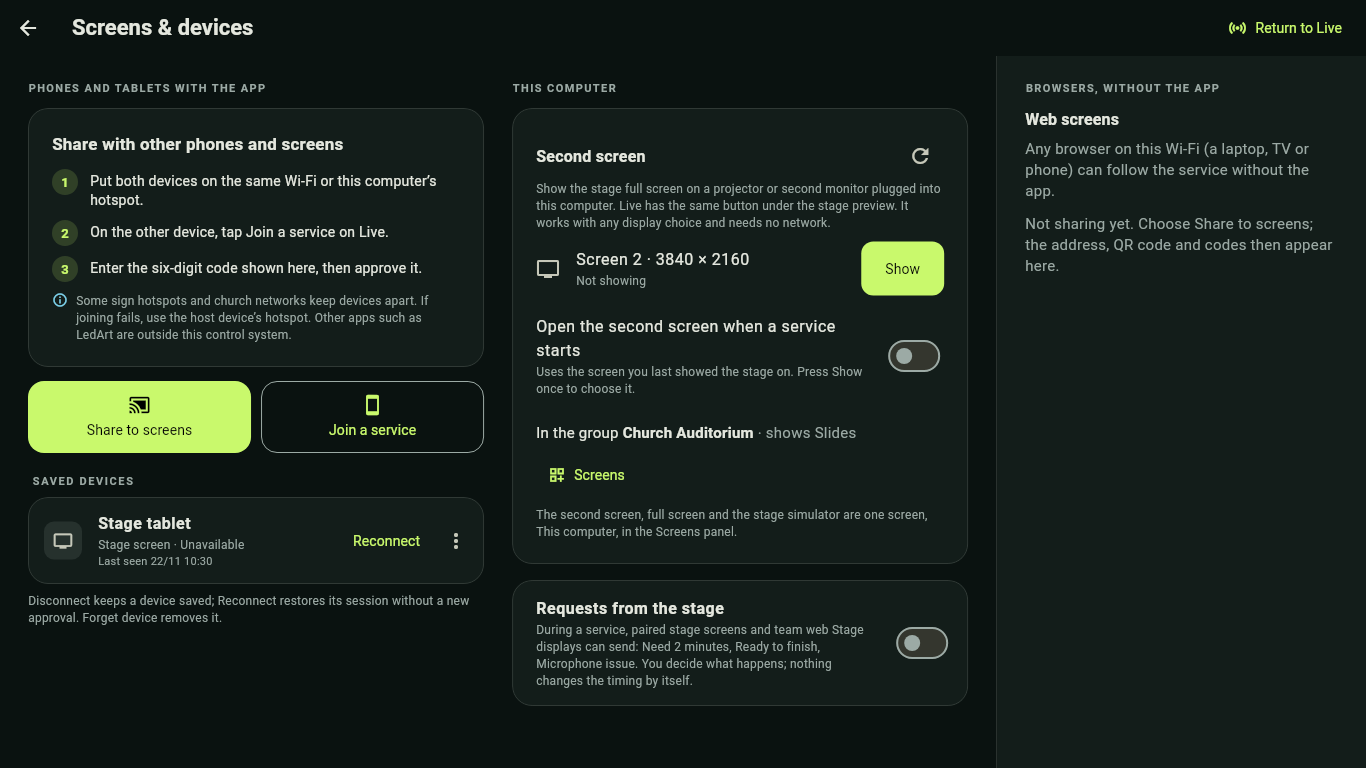 Screens & devices
Return to Live
PHONES AND TABLETS WITH THE APP
Share with other phones and screens
1
Put both devices on the same Wi-Fi or this computer's
hotspot.
2
On the other device, tap Join a service on Live.
3
Enter the six-digit code shown here, then approve it.
Some sign hotspots and church networks keep devices apart. If
joining fails, use the host device's hotspot. Other apps such as
LedArt are outside this control system.
Share to screens
Join a service
SAVED DEVICES
Stage tablet
Stage screen · Unavailable
Last seen 22/11 10:30
Reconnect
Disconnect keeps a device saved; Reconnect restores its session without a new
approval. Forget device removes it.
THIS COMPUTER
Second screen
Show the stage full screen on a projector or second monitor plugged into
this computer. Live has the same button under the stage preview. It
works with any display choice and needs no network.
Screen 2 · 3840 × 2160
Not showing
Show
Open the second screen when a service
starts
Uses the screen you last showed the stage on. Press Show
once to choose it.
In the group Church Auditorium · shows Slides
Screens
The second screen, full screen and the stage simulator are one screen,
This computer, in the Screens panel.
Requests from the stage
During a service, paired stage screens and team web Stage
displays can send: Need 2 minutes, Ready to finish,
Microphone issue. You decide what happens; nothing
changes the timing by itself.
BROWSERS, WITHOUT THE APP
Web screens
Any browser on this Wi-Fi (a laptop, TV or
phone) can follow the service without the
app.
Not sharing yet. Choose Share to screens;
the address, QR code and codes then appear
here.